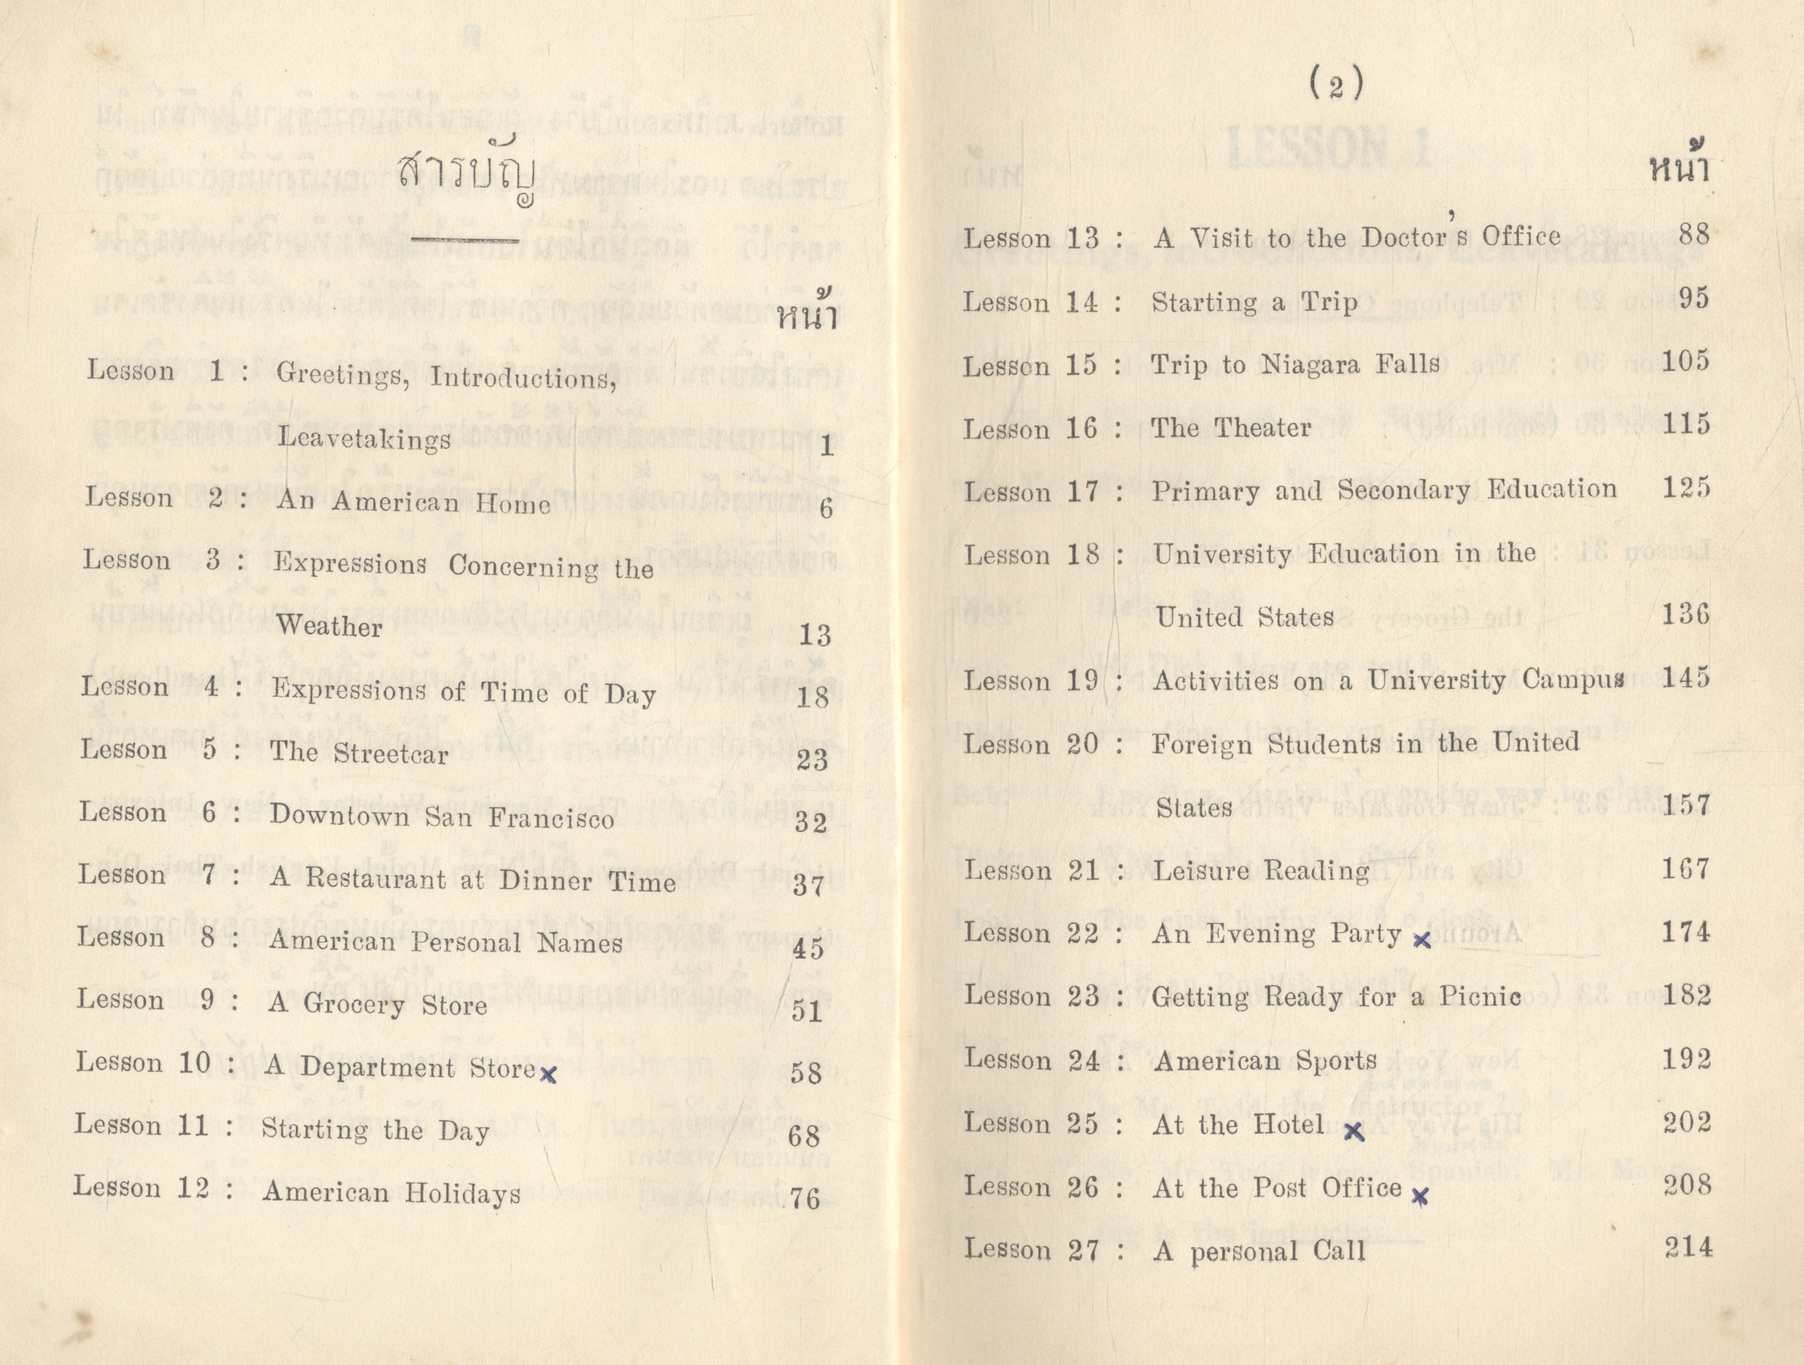 สารบัญ
หน้า
Lesson 1 : Greetings, Introductions,
Leavetakings 1
Lesson 2 : An American Home 6
Lesson 3 : Expressions Concerning the
Weather 13
Lesson 4 : Expressions of Time of Day 18
Lesson 5 : The Streetcar 23
Lesson 6 : Downtown San Francisco 32
Lesson 7 : A Restaurant at Dinner Time 37
Lesson 8 : American Personal Names 45
Lesson 9 : A Grocery Store 51
Lesson 10 : A Department Store x 58
Lesson 11 : Starting the Day 68
Lesson 12 : American Holidays 76
(2)
หน้า
Lesson 13 : A Visit to the Doctor's Office 88
Lesson 14 : Starting a Trip 95
Lesson 15 : Trip to Niagara Falls 105
Lesson 16 : The Theater 115
Lesson 17 : Primary and Secondary Education 125
Lesson 18 : University Education in the
United States 136
Lesson 19 : Activities on a University Campus 145
Lesson 20 : Foreign Students in the United
States 157
Lesson 21 : Leisure Reading 167
Lesson 22 : An Evening Party x 174
Lesson 23 : Getting Ready for a Picnic 182
Lesson 24 : American Sports 192
Lesson 25 : At the Hotel x 202
Lesson 26 : At the Post Office x 208
Lesson 27 : A personal Call 214